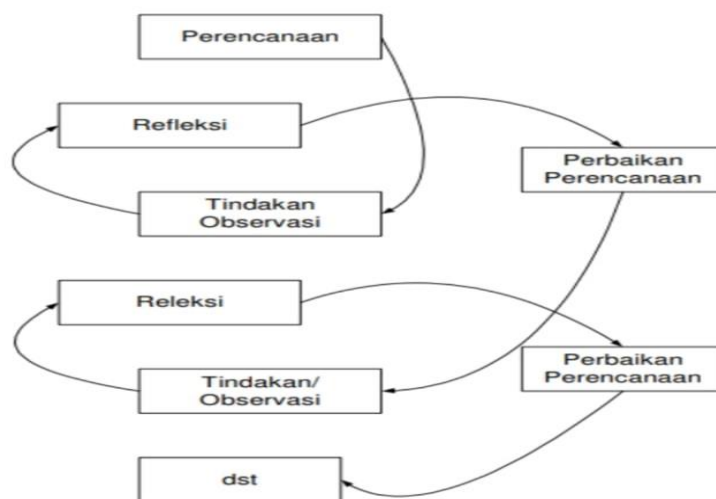 Perencanaan
Refleksi
Perbaikan
Perencanaan
Tindakan
Observasi
Releksi
Perbaikan
Perencanaan
Tindakan/
Observasi
dst